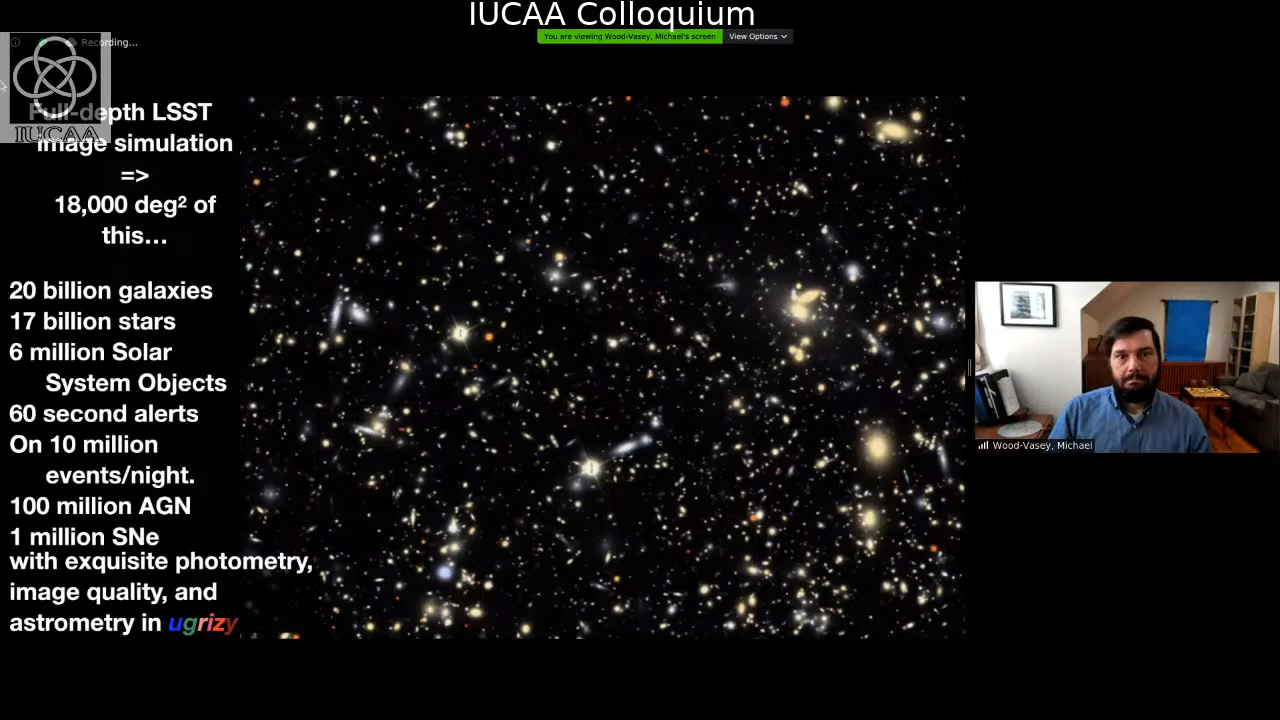 IUCAA Colloquium
You are viewing Wood-Vasey, Michael's screen
View Options
Recording...
IUCAA
Full-depth LSST
image simulation
=>
18,000 deg² of
this...
20 billion galaxies
17 billion stars
6 million Solar
System Objects
60 second alerts
On 10 million
events/night.
100 million AGN
1 million SNe
with exquisite photometry,
image quality, and
astrometry in ugrizy
Wood-Vasey, Michael